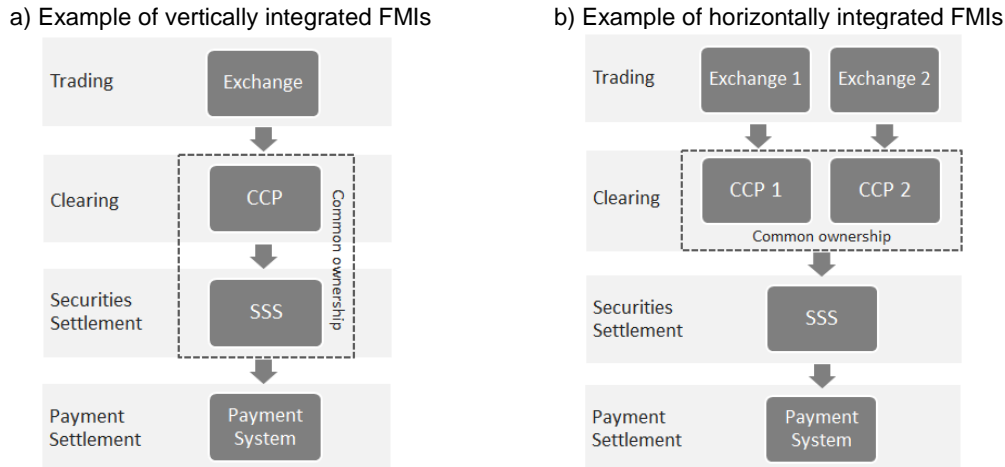 a) Example of vertically integrated FMIs
Trading
Exchange
Clearing
CCP
Common ownership
Securities
Settlement
SSS
Payment
Settlement
Payment
System
b) Example of horizontally integrated FMIs
Trading
Exchange 1
Exchange 2
Clearing
CCP 1
CCP 2
Common ownership
Securities
Settlement
SSS
Payment
Settlement
Payment
System